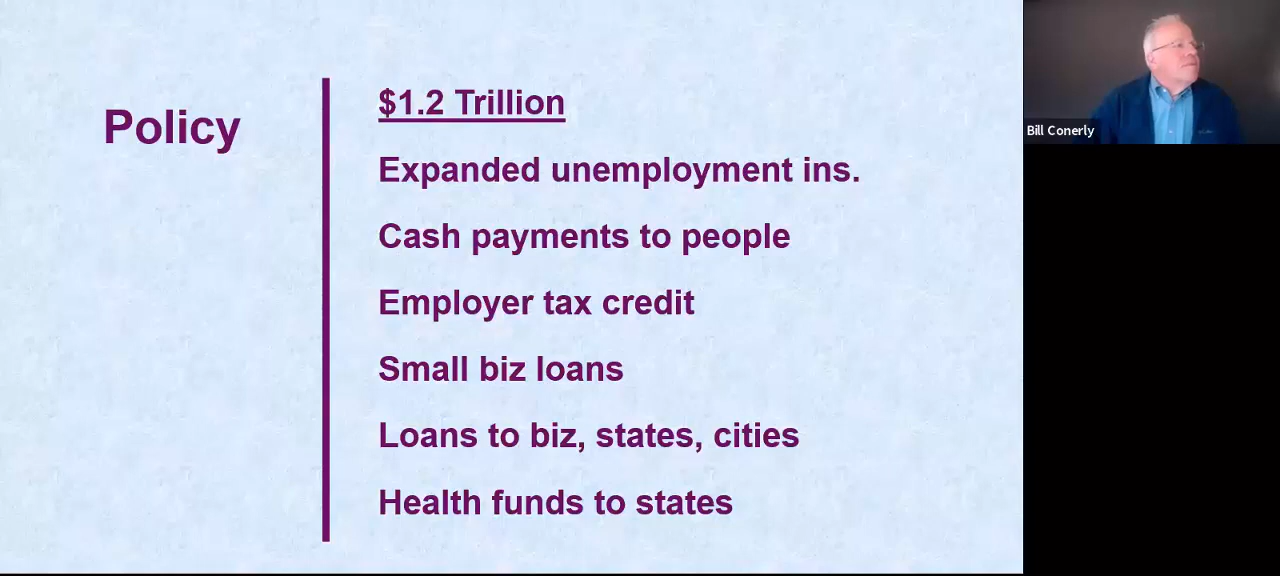 Policy
$1.2 Trillion
Expanded unemployment ins.
Cash payments to people
Employer tax credit
Small biz loans
Loans to biz, states, cities
Health funds to states
Bill Conerly